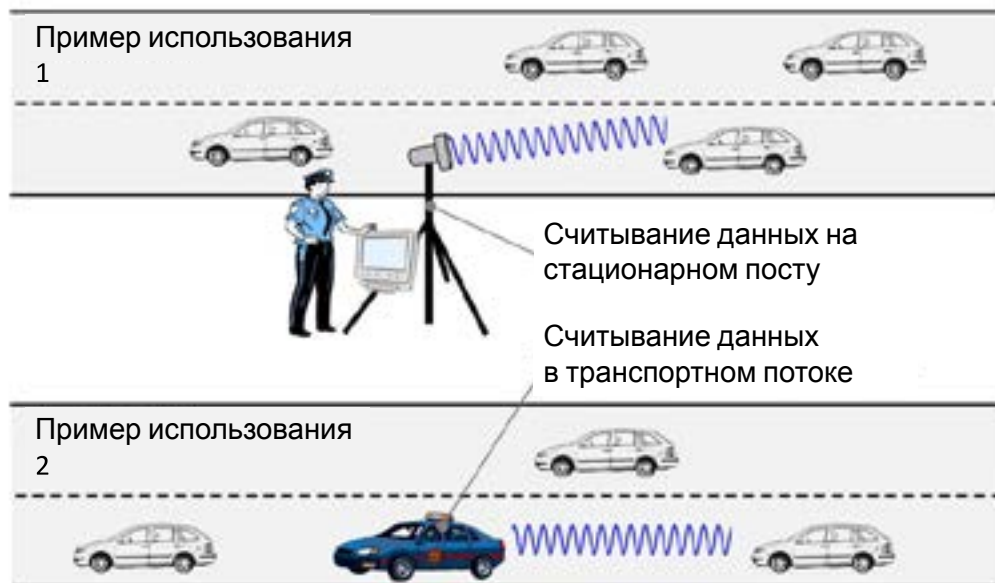 Пример использования
1
Считывание данных на
стационарном посту
Считывание данных
в транспортном потоке
Пример использования
2